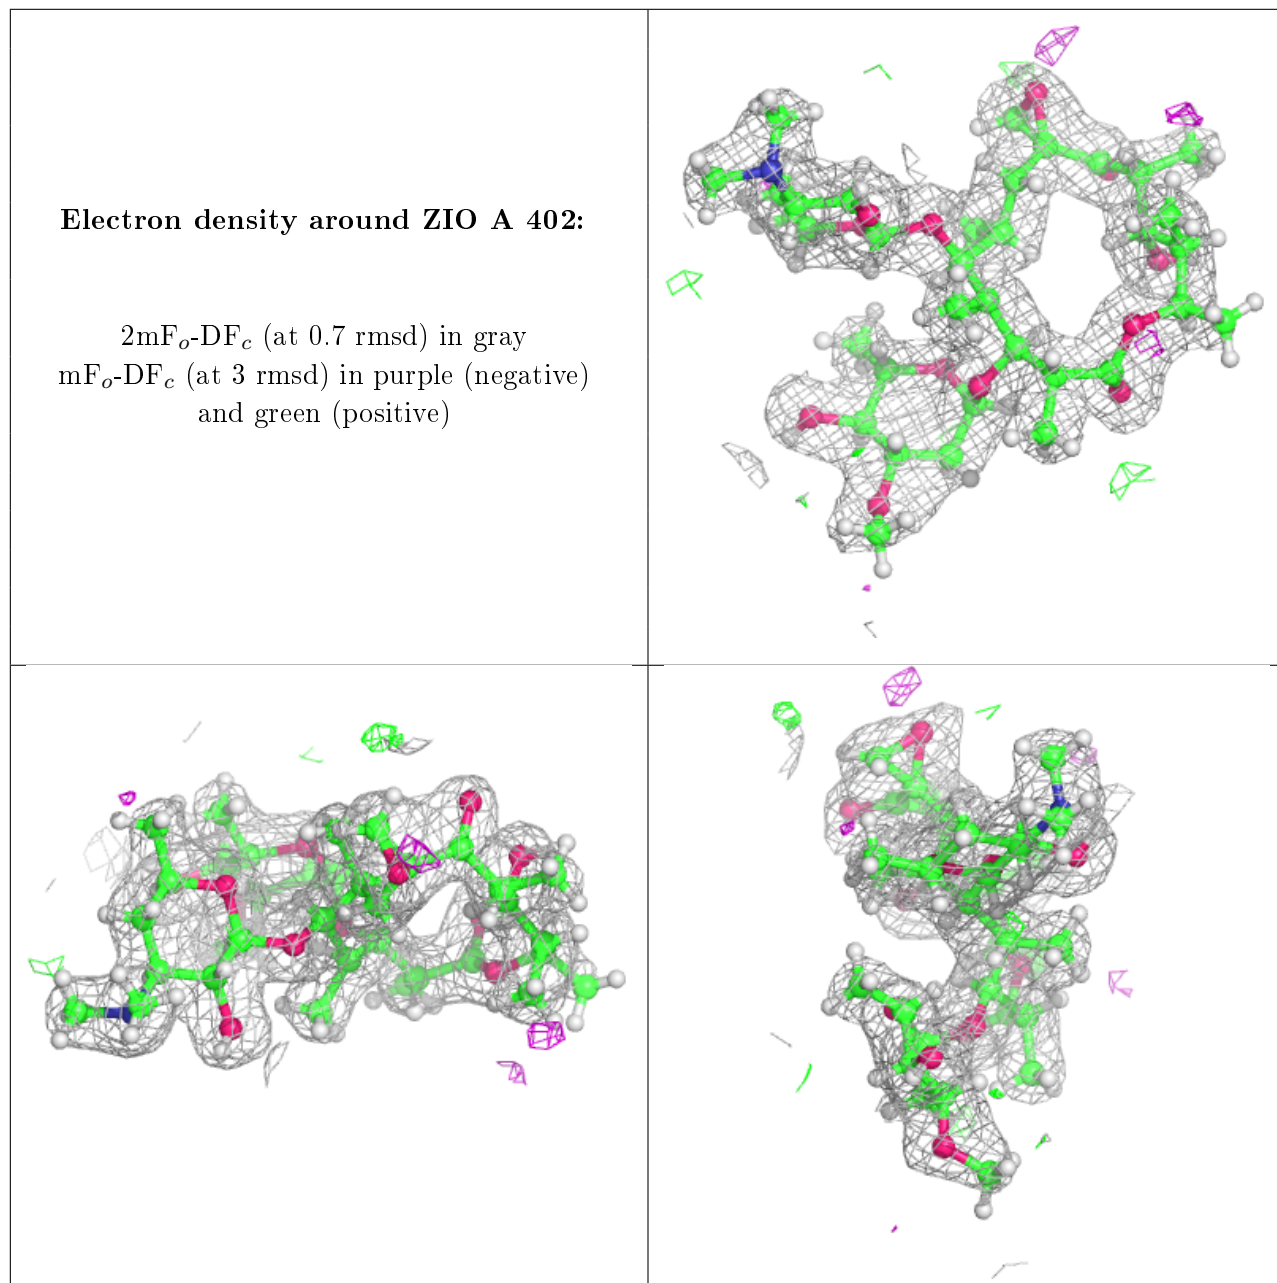 Electron density around ZIO A 402:
2mFₒ-DF𝑐 (at 0.7 rmsd) in gray
mFₒ-DF𝑐 (at 3 rmsd) in purple (negative)
and green (positive)